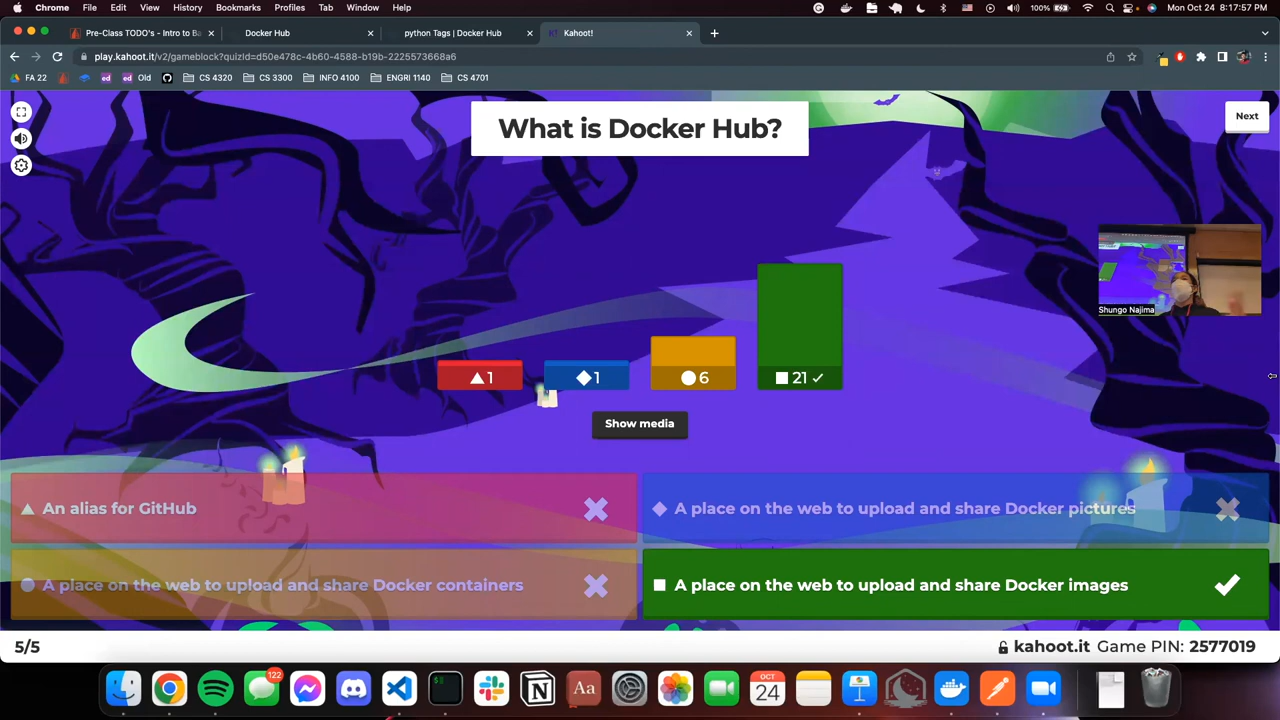 Chrome File Edit View History Bookmarks Profiles Tab Window Help
100% Mon Oct 24 8:17:57 PM
Pre-Class TODO's - Intro to Ba
Docker Hub
python Tags | Docker Hub
Kahoot!
play.kahoot.it/v2/gameblock?quizId=d50e478c-4b60-4588-b19b-2225573668a6
FA 22
ed
ed Old
CS 4320
CS 3300
INFO 4100
ENGRI 1140
CS 4701
What is Docker Hub?
Next
Shungo Najima
1
1
6
21
Show media
An alias for GitHub
A place on the web to upload and share Docker pictures
A place on the web to upload and share Docker containers
A place on the web to upload and share Docker images
5/5
kahoot.it Game PIN: 2577019
122
Aa
OCT
24